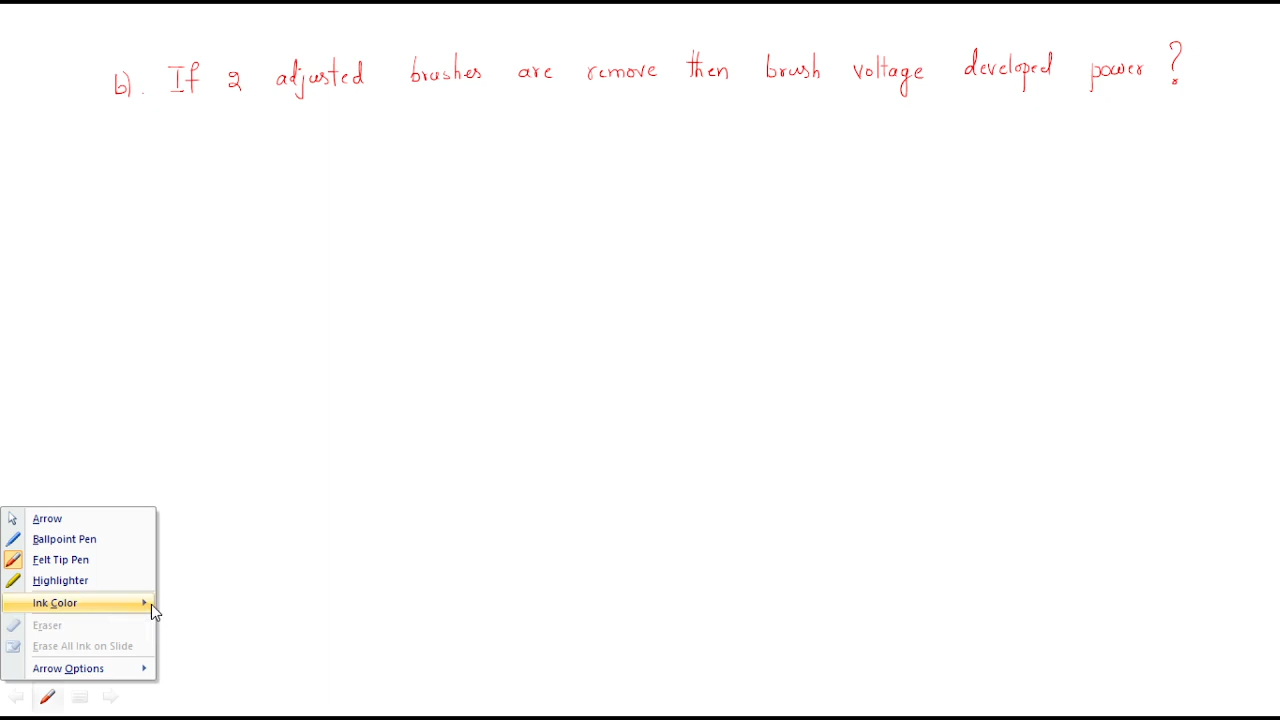 b). If 2 adjusted brushes are remove then brush voltage developed power ?
Arrow
Ballpoint Pen
Felt Tip Pen
Highlighter
Ink Color
Eraser
Erase All Ink on Slide
Arrow Options